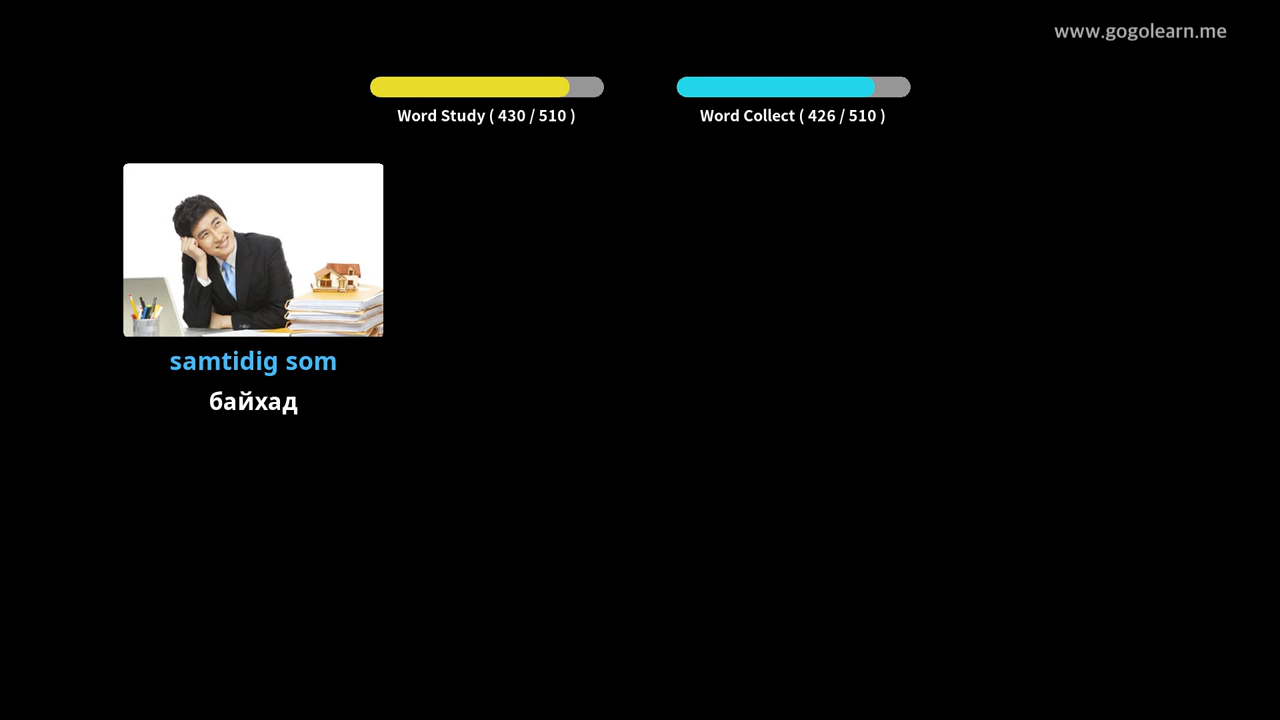 www.gogolearn.me
Word Study ( 430 / 510 )
Word Collect ( 426 / 510 )
samtidig som
байхад